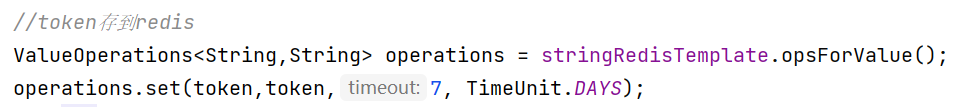 //token存到redis
ValueOperations<String,String> operations = stringRedisTemplate.opsForValue();
operations.set(token,token, timeout: 7, TimeUnit.DAYS);